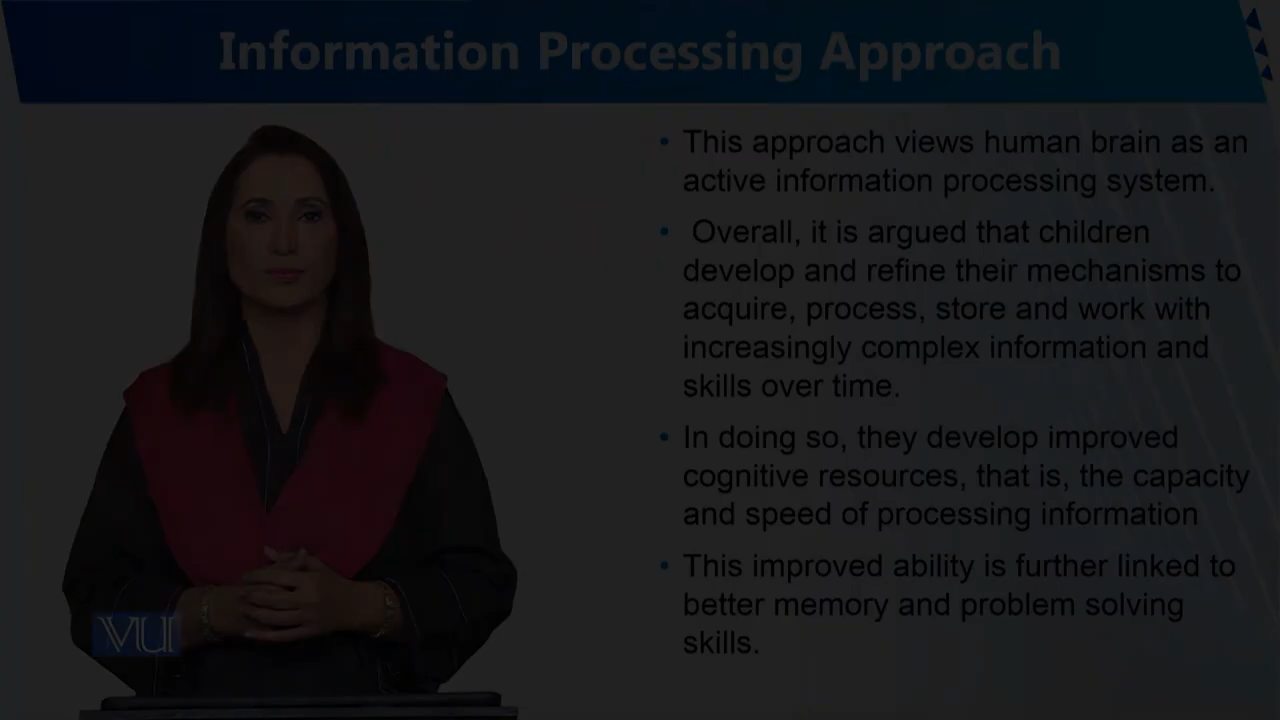 Information Processing Approach
• This approach views human brain as an
active information processing system.
• Overall, it is argued that children
develop and refine their mechanisms to
acquire, process, store and work with
increasingly complex information and
skills over time.
• In doing so, they develop improved
cognitive resources, that is, the capacity
and speed of processing information
• This improved ability is further linked to
better memory and problem solving
skills.
VU